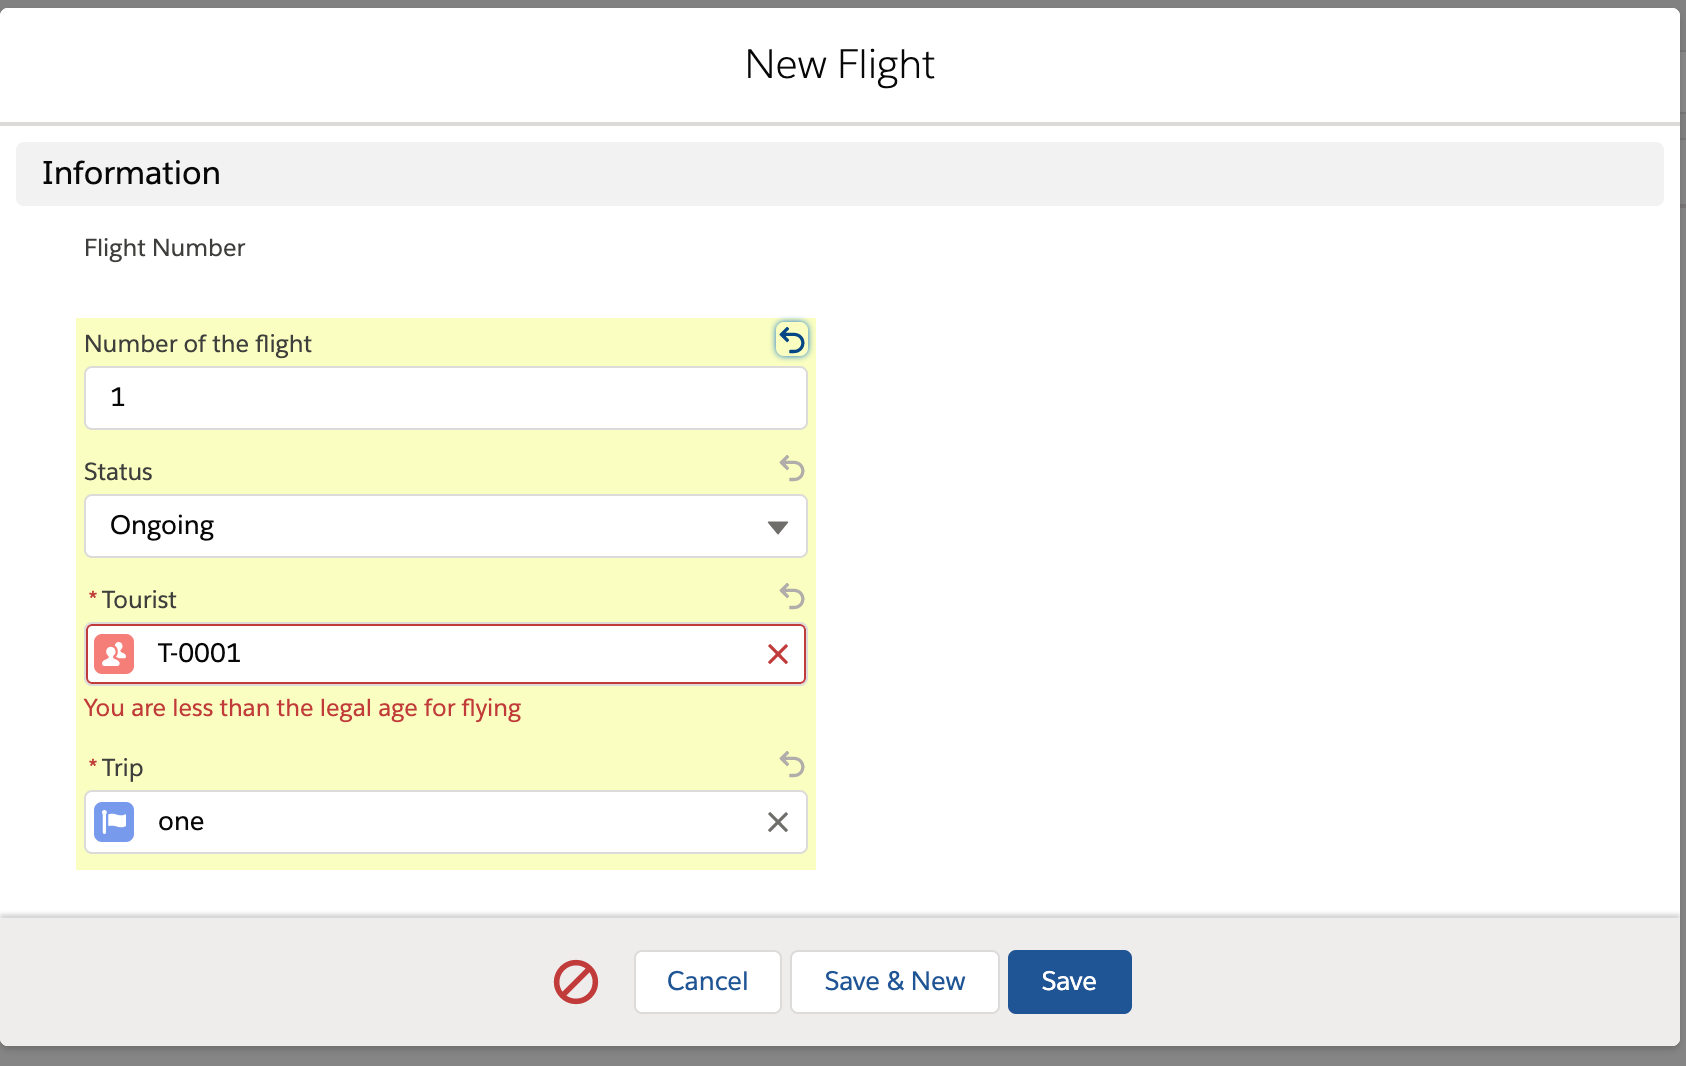 New Flight
Information
Flight Number
Number of the flight
1
Status
Ongoing
* Tourist
T-0001
You are less than the legal age for flying
* Trip
one
Cancel
Save & New
Save